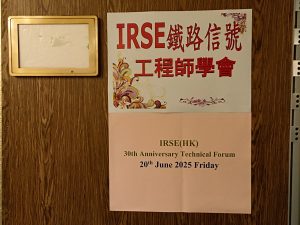 IRSE鐵路信號
工程師學會
IRSE(HK)
30th Anniversary Technical Forum
20th June 2025 Friday